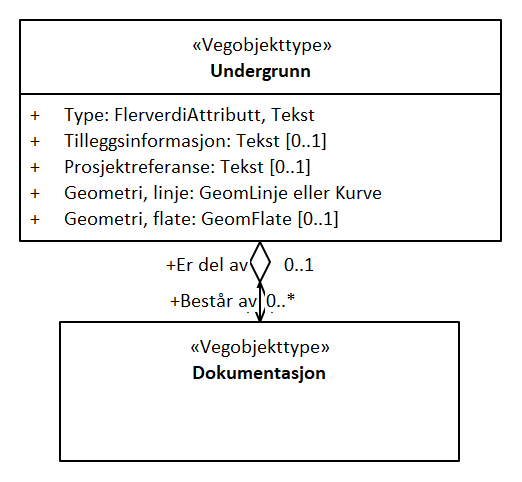 «Vegobjekttype»
Undergrunn
+ Type: FlerverdiAttributt, Tekst
+ Tilleggsinformasjon: Tekst [0..1]
+ Prosjektreferanse: Tekst [0..1]
+ Geometri, linje: GeomLinje eller Kurve
+ Geometri, flate: GeomFlate [0..1]
+Er del av 0..1
+Består av 0..*
«Vegobjekttype»
Dokumentasjon